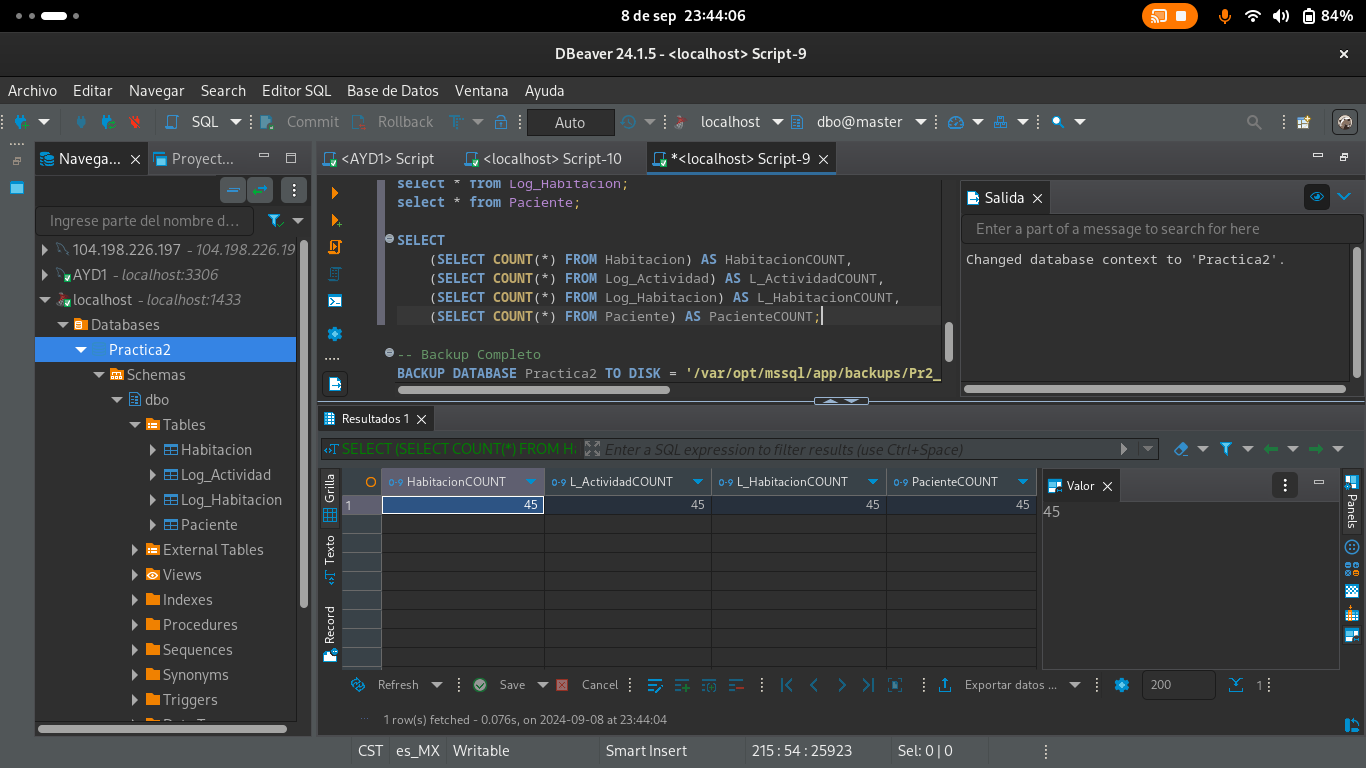 8 de sep 23:44:06
84%
DBeaver 24.1.5 - <localhost> Script-9
Archivo Editar Navegar Search Editor SQL Base de Datos Ventana Ayuda
SQL Commit Rollback Auto localhost dbo@master
Navega... Proyect...
<AYD1> Script <localhost> Script-10 *<localhost> Script-9
Ingrese parte del nombre d...
104.198.226.197 - 104.198.226.19
AYD1 - localhost:3306
localhost - localhost:1433
Databases
Practica2
Schemas
dbo
Tables
Habitacion
Log_Actividad
Log_Habitacion
Paciente
External Tables
Views
Indexes
Procedures
Sequences
Synonyms
Triggers
select * from Log_Habitacion;
select * from Paciente;
SELECT
(SELECT COUNT(*) FROM Habitacion) AS HabitacionCOUNT,
(SELECT COUNT(*) FROM Log_Actividad) AS L_ActividadCOUNT,
(SELECT COUNT(*) FROM Log_Habitacion) AS L_HabitacionCOUNT,
(SELECT COUNT(*) FROM Paciente) AS PacienteCOUNT;
-- Backup Completo
BACKUP DATABASE Practica2 TO DISK = '/var/opt/mssql/app/backups/Pr2_
Salida
Enter a part of a message to search for here
Changed database context to 'Practica2'.
Resultados 1
SELECT (SELECT COUNT(*) FROM Ha Enter a SQL expression to filter results (use Ctrl+Space)
Grilla
Texto
Record
HabitacionCOUNT L_ActividadCOUNT L_HabitacionCOUNT PacienteCOUNT
1 45 45 45 45
Valor
45
Panels
Refresh Save Cancel Exportar datos ... 200 1
1 row(s) fetched - 0.076s, on 2024-09-08 at 23:44:04
CST es_MX Writable Smart Insert 215 : 54 : 25923 Sel: 0 | 0